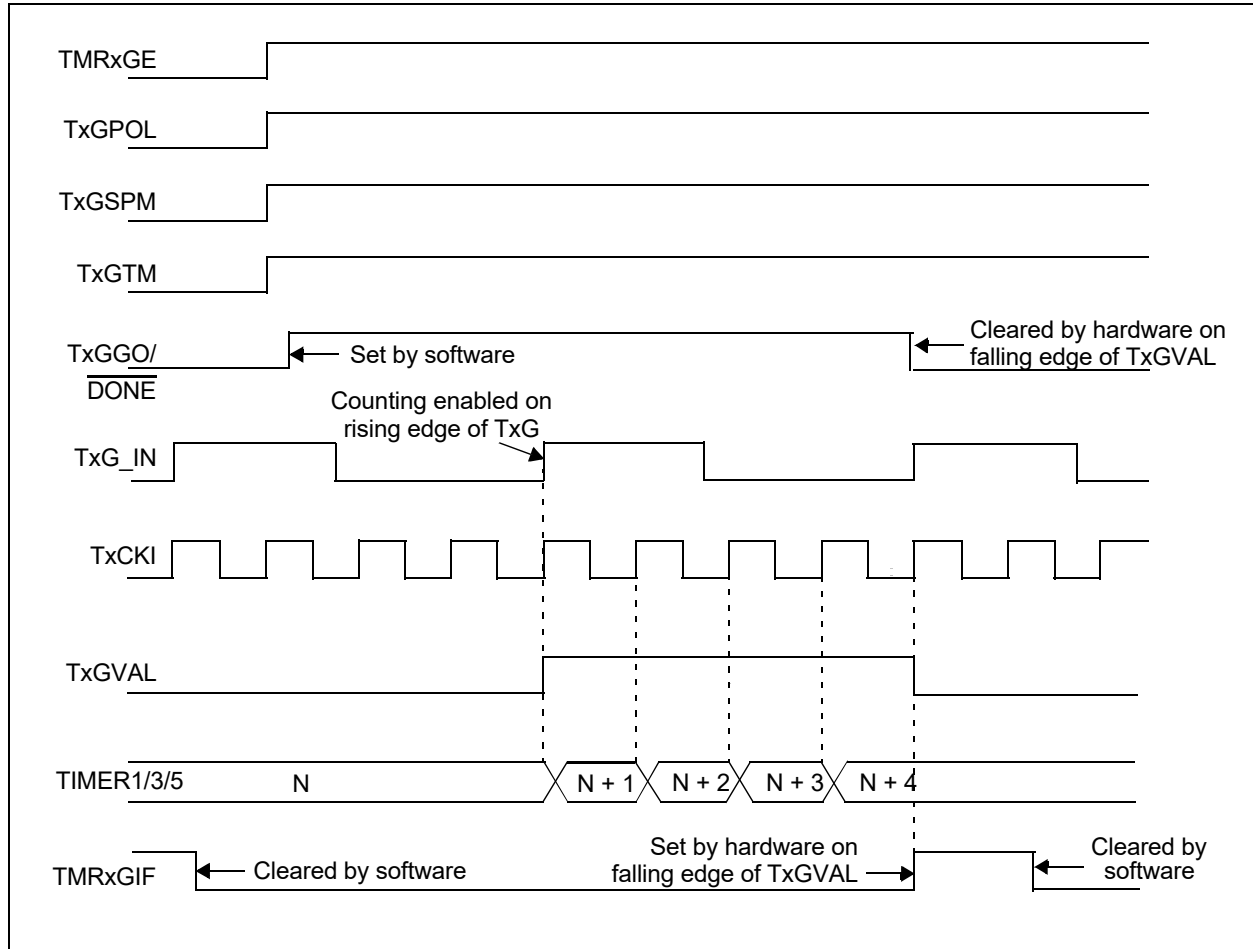 TMRxGE
TxGPOL
TxGSPM
TxGTM
TxGGO/
DONE
Set by software
Cleared by hardware on
falling edge of TxGVAL
Counting enabled on
rising edge of TxG
TxG_IN
TxCKI
TxGVAL
TIMER1/3/5
N
N + 1
N + 2
N + 3
N + 4
TMRxGIF
Cleared by software
Set by hardware on
falling edge of TxGVAL
Cleared by
software